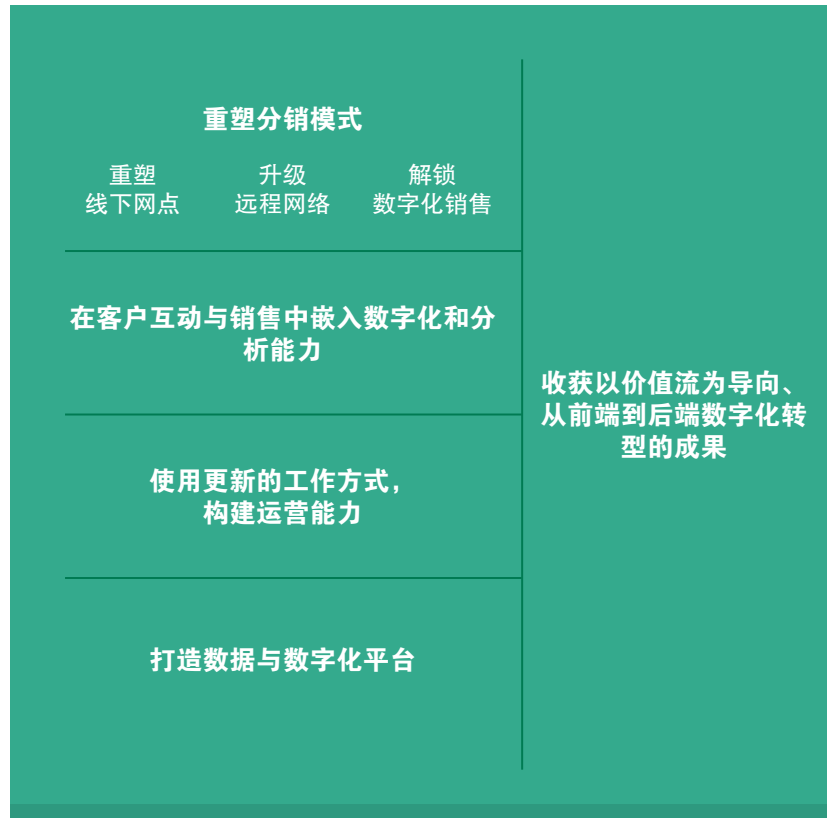 重塑分销模式
重塑
线下网点
升级
远程网络
解锁
数字化销售
在客户互动与销售中嵌入数字化和分
析能力
使用更新的工作方式，
构建运营能力
打造数据与数字化平台
收获以价值流为导向、
从前端到后端数字化转
型的成果